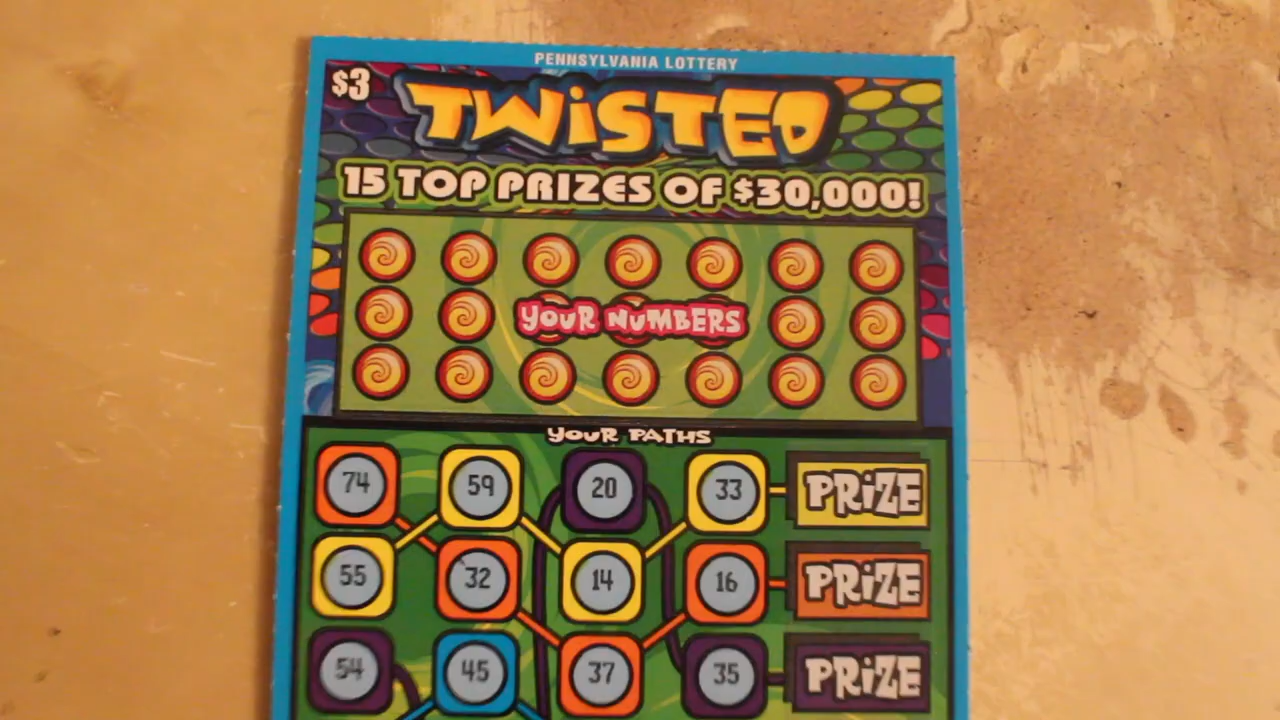 PENNSYLVANIA LOTTERY
$3
TWiSTED
15 TOP PRIZES OF $30,000!
YOUR NUMBERS
YOUR PATHS
74 59 20 33 PRiZE
55 32 14 16 PRiZE
54 45 37 35 PRiZE